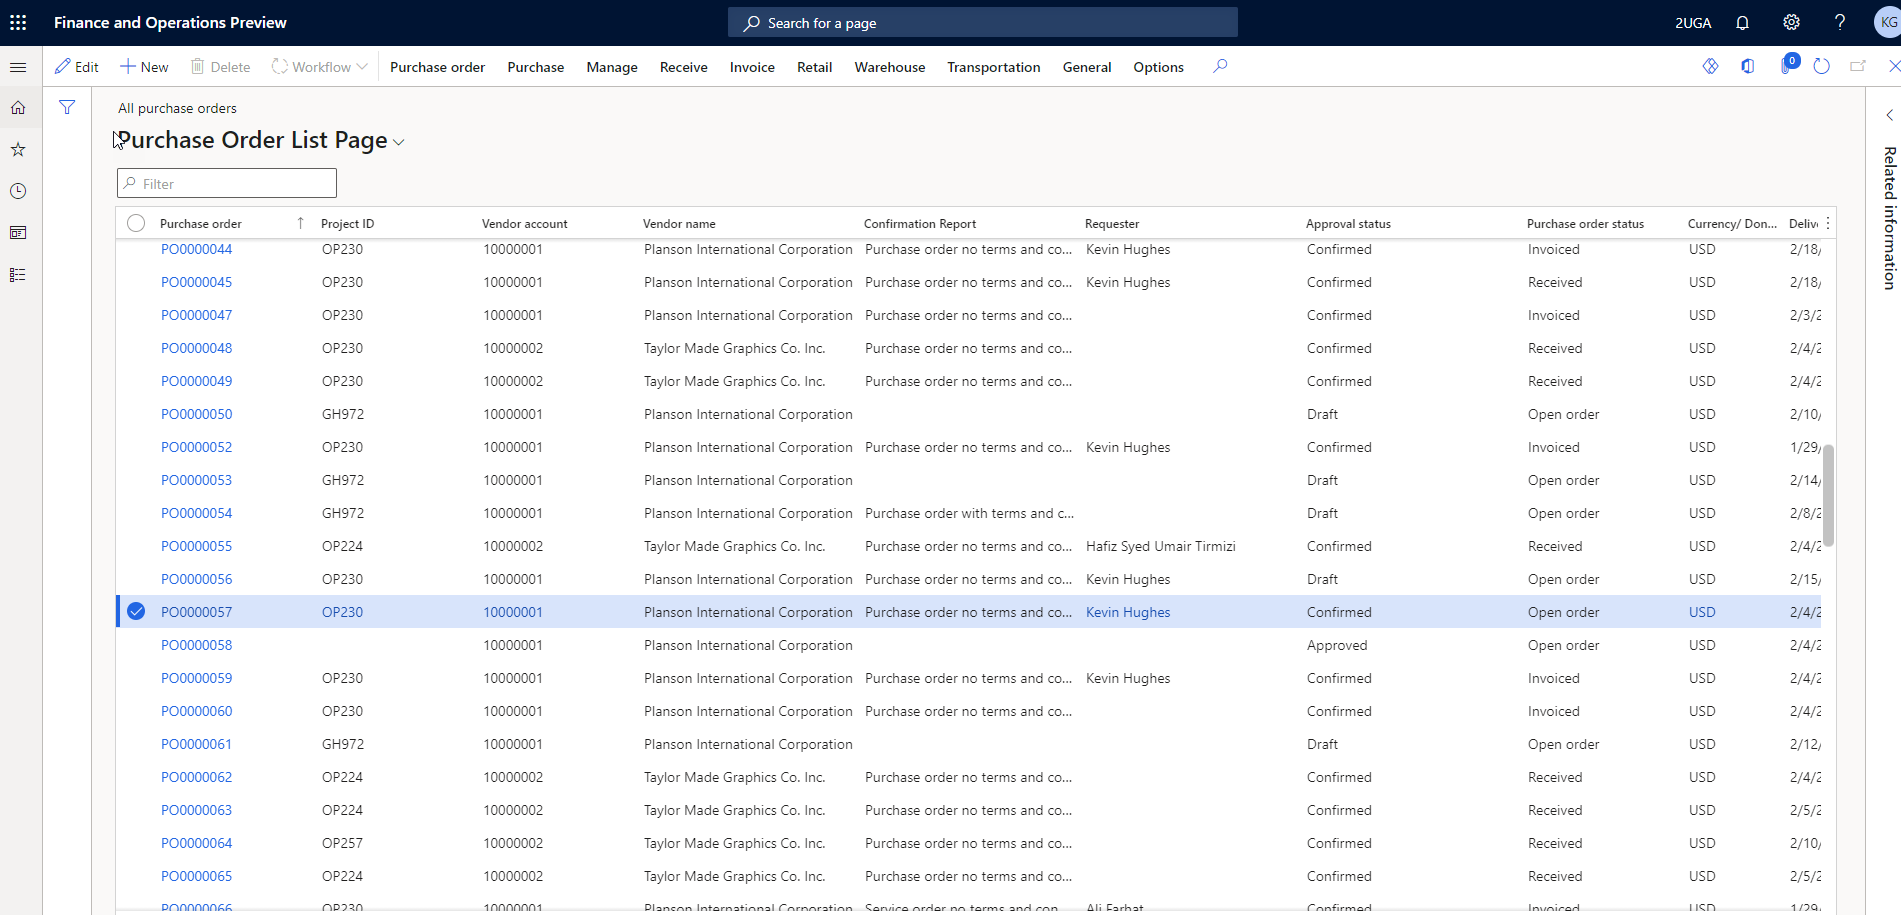 Finance and Operations Preview Search for a page 2UGA ? KG
Edit New Delete Workflow Purchase order Purchase Manage Receive Invoice Retail Warehouse Transportation General Options 0
All purchase orders
Purchase Order List Page
Filter
Related information
Purchase order Project ID Vendor account Vendor name Confirmation Report Requester Approval status Purchase order status Currency/ Don... Delive
PO0000044 OP230 10000001 Planson International Corporation Purchase order no terms and co... Kevin Hughes Confirmed Invoiced USD 2/18/
PO0000045 OP230 10000001 Planson International Corporation Purchase order no terms and co... Kevin Hughes Confirmed Received USD 2/18/
PO0000047 OP230 10000001 Planson International Corporation Purchase order no terms and co... Confirmed Invoiced USD 2/3/2
PO0000048 OP230 10000002 Taylor Made Graphics Co. Inc. Purchase order no terms and co... Confirmed Received USD 2/4/2
PO0000049 OP230 10000002 Taylor Made Graphics Co. Inc. Purchase order no terms and co... Confirmed Received USD 2/4/2
PO0000050 GH972 10000001 Planson International Corporation Draft Open order USD 2/10/
PO0000052 OP230 10000001 Planson International Corporation Purchase order no terms and co... Kevin Hughes Confirmed Invoiced USD 1/29/
PO0000053 GH972 10000001 Planson International Corporation Draft Open order USD 2/14/
PO0000054 GH972 10000001 Planson International Corporation Purchase order with terms and c... Draft Open order USD 2/8/2
PO0000055 OP224 10000002 Taylor Made Graphics Co. Inc. Purchase order no terms and co... Hafiz Syed Umair Tirmizi Confirmed Received USD 2/4/2
PO0000056 OP230 10000001 Planson International Corporation Purchase order no terms and co... Kevin Hughes Draft Open order USD 2/15/
PO0000057 OP230 10000001 Planson International Corporation Purchase order no terms and co... Kevin Hughes Confirmed Open order USD 2/4/2
PO0000058 10000001 Planson International Corporation Approved Open order USD 2/4/2
PO0000059 OP230 10000001 Planson International Corporation Purchase order no terms and co... Kevin Hughes Confirmed Invoiced USD 2/4/2
PO0000060 OP230 10000001 Planson International Corporation Purchase order no terms and co... Confirmed Invoiced USD 2/4/2
PO0000061 GH972 10000001 Planson International Corporation Draft Open order USD 2/12/
PO0000062 OP224 10000002 Taylor Made Graphics Co. Inc. Purchase order no terms and co... Confirmed Received USD 2/4/2
PO0000063 OP224 10000002 Taylor Made Graphics Co. Inc. Purchase order no terms and co... Confirmed Received USD 2/5/2
PO0000064 OP257 10000002 Taylor Made Graphics Co. Inc. Purchase order no terms and co... Confirmed Received USD 2/10/
PO0000065 OP224 10000002 Taylor Made Graphics Co. Inc. Purchase order no terms and co... Confirmed Received USD 2/5/2
PO0000066 OP230 10000001 Planson International Corporation Service order no terms and con... Ali Farhat Confirmed Invoiced USD 1/29/